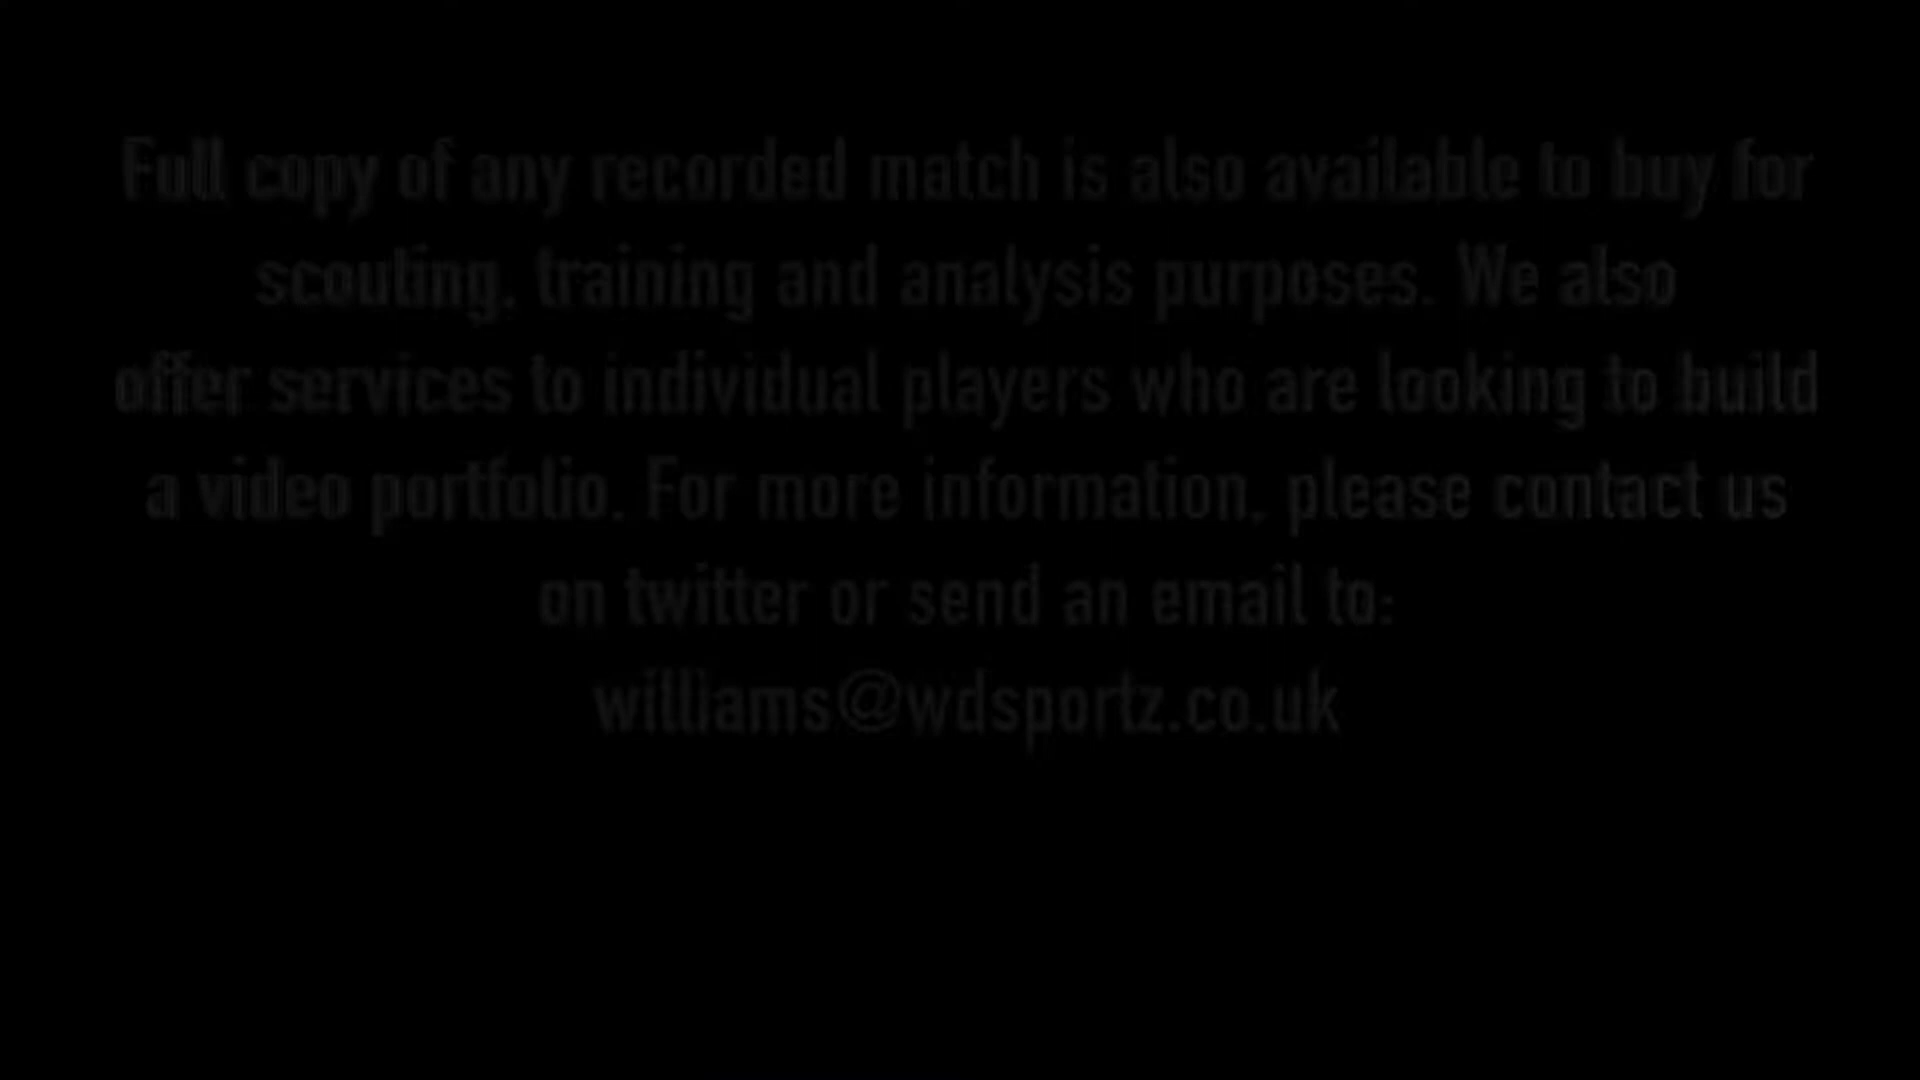 Full copy of any recorded match is also available to buy for
scouting, training and analysis purposes. We also
offer services to individual players who are looking to build
a video portfolio. For more information, please contact us
on twitter or send an email to:
williams@wdsportz.co.uk